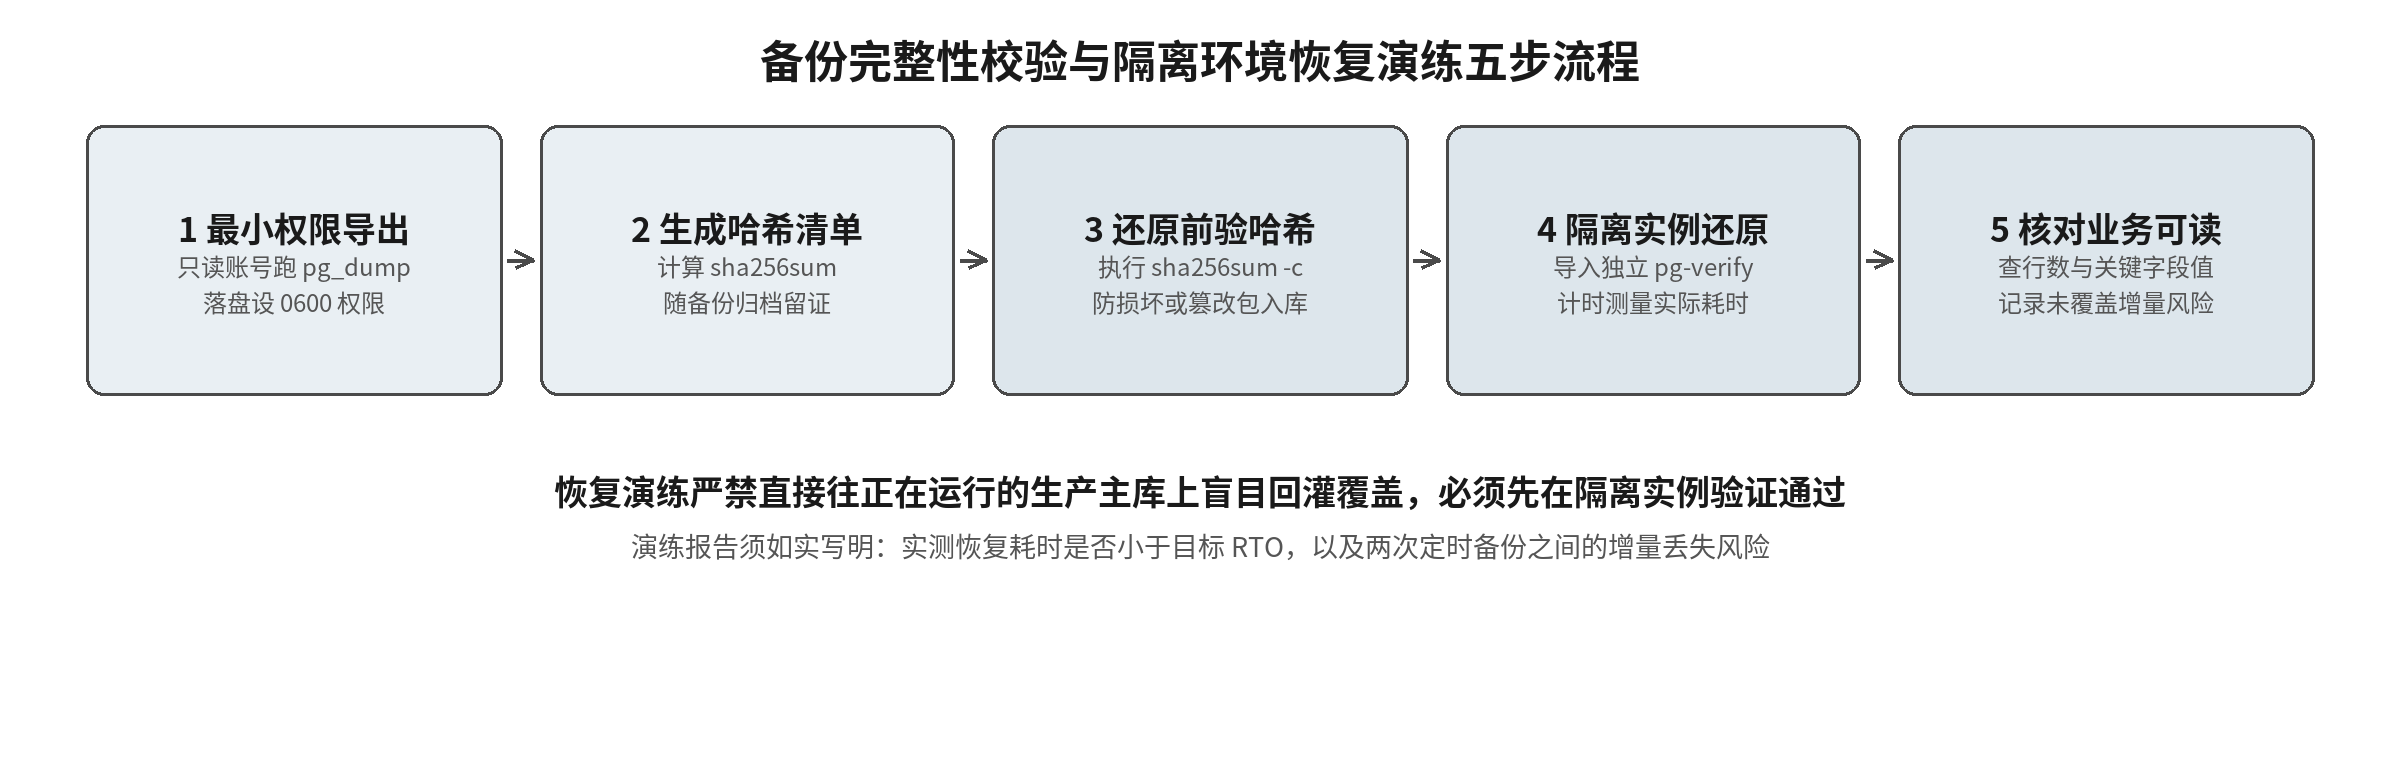 备份完整性校验与隔离环境恢复演练五步流程
1 最小权限导出
只读账号跑 pg_dump
落盘设 0600 权限
2 生成哈希清单
计算 sha256sum
随备份归档留证
3 还原前验哈希
执行 sha256sum -c
防损坏或篡改包入库
4 隔离实例还原
导入独立 pg-verify
计时测量实际耗时
5 核对业务可读
查行数与关键字段值
记录未覆盖增量风险
恢复演练严禁直接往正在运行的生产主库上盲目回灌覆盖，必须先在隔离实例验证通过
演练报告须如实写明：实测恢复耗时是否小于目标 RTO，以及两次定时备份之间的增量丢失风险